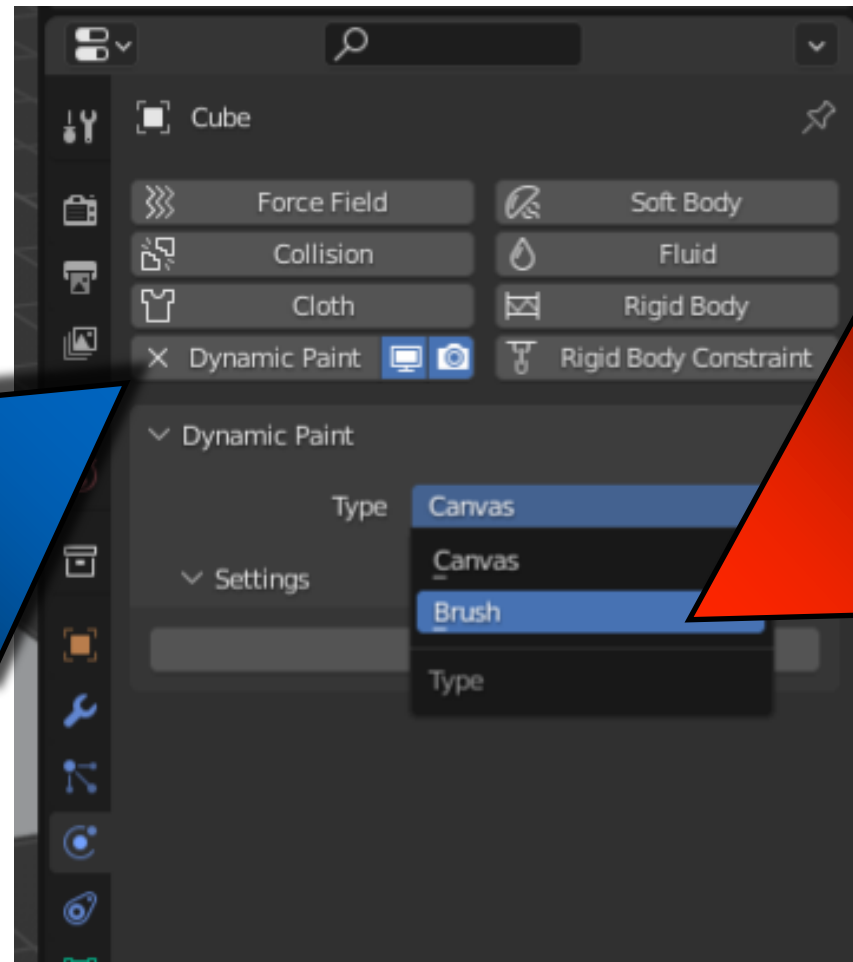 Cube
Force Field Soft Body
Collision Fluid
Cloth Rigid Body
Dynamic Paint Rigid Body Constraint
Dynamic Paint
Type Canvas
Canvas
Settings
Brush
Type